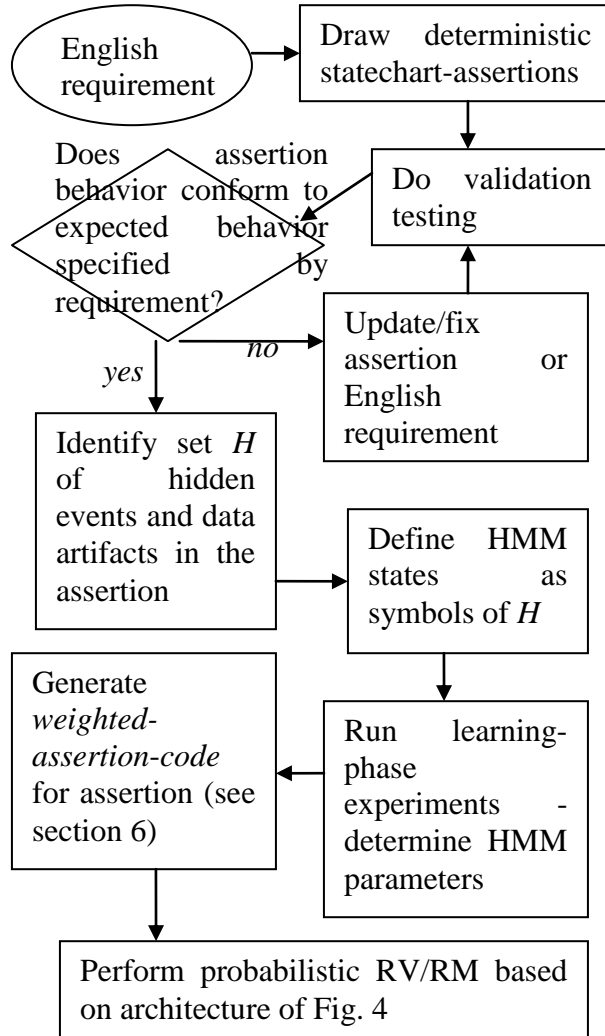 English
requirement
Draw deterministic
statechart-assertions
Does assertion
behavior conform to
expected behavior
specified by
requirement?
Do validation
testing
no
Update/fix
assertion or
English
requirement
yes
Identify set H
of hidden
events and data
artifacts in the
assertion
Define HMM
states as
symbols of H
Generate
weighted-
assertion-code
for assertion (see
section 6)
Run learning-
phase
experiments -
determine HMM
parameters
Perform probabilistic RV/RM based
on architecture of Fig. 4